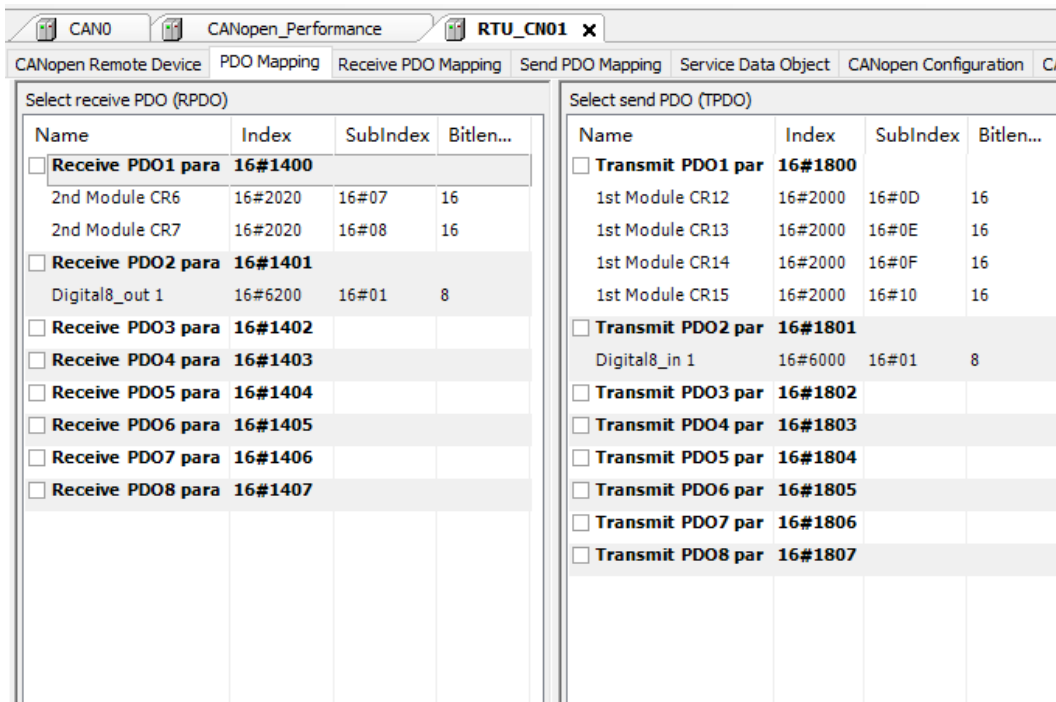 CAN0 CANopen_Performance RTU_CN01 x
CANopen Remote Device PDO Mapping Receive PDO Mapping Send PDO Mapping Service Data Object CANopen Configuration CA
Select receive PDO (RPDO)
Name Index SubIndex Bitlen...
Receive PDO1 para 16#1400
2nd Module CR6 16#2020 16#07 16
2nd Module CR7 16#2020 16#08 16
Receive PDO2 para 16#1401
Digital8_out 1 16#6200 16#01 8
Receive PDO3 para 16#1402
Receive PDO4 para 16#1403
Receive PDO5 para 16#1404
Receive PDO6 para 16#1405
Receive PDO7 para 16#1406
Receive PDO8 para 16#1407
Select send PDO (TPDO)
Name Index SubIndex Bitlen...
Transmit PDO1 par 16#1800
1st Module CR12 16#2000 16#0D 16
1st Module CR13 16#2000 16#0E 16
1st Module CR14 16#2000 16#0F 16
1st Module CR15 16#2000 16#10 16
Transmit PDO2 par 16#1801
Digital8_in 1 16#6000 16#01 8
Transmit PDO3 par 16#1802
Transmit PDO4 par 16#1803
Transmit PDO5 par 16#1804
Transmit PDO6 par 16#1805
Transmit PDO7 par 16#1806
Transmit PDO8 par 16#1807